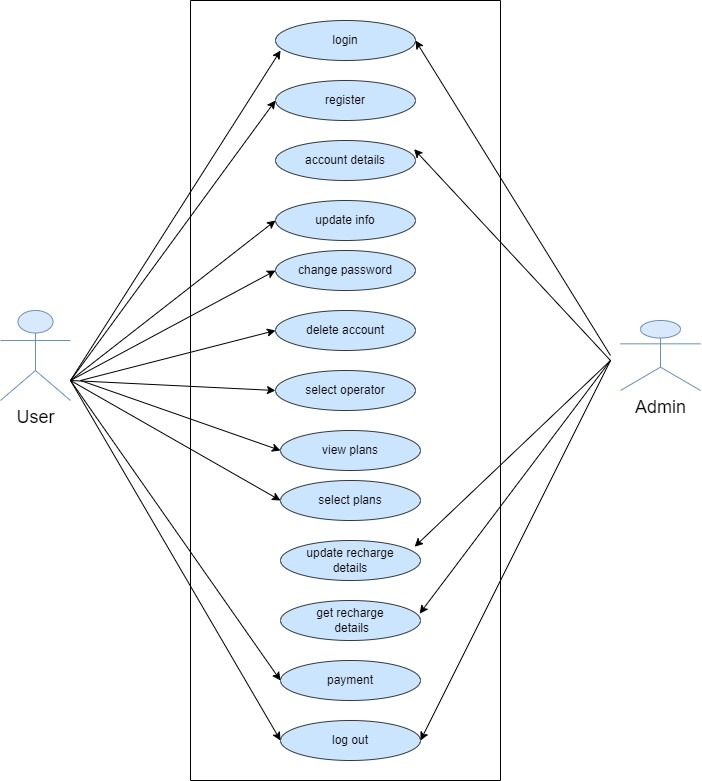 login
register
account details
update info
change password
delete account
select operator
User
Admin
view plans
select plans
update recharge
details
get recharge
details
payment
log out